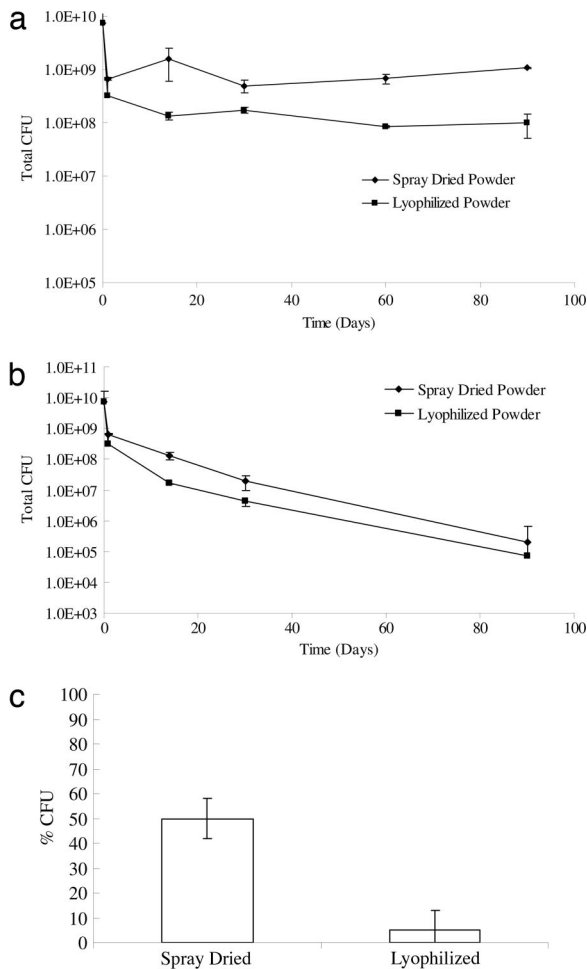 a
1.0E+10
1.0E+09
1.0E+08
1.0E+07
1.0E+06
1.0E+05
Total CFU
Spray Dried Powder
Lyophilized Powder
0 20 40 60 80 100
Time (Days)
b
1.0E+11
1.0E+10
1.0E+09
1.0E+08
1.0E+07
1.0E+06
1.0E+05
1.0E+04
1.0E+03
Total CFU
Spray Dried Powder
Lyophilized Powder
0 20 40 60 80 100
Time (Days)
c
100
90
80
70
60
50
40
30
20
10
0
% CFU
Spray Dried Lyophilized